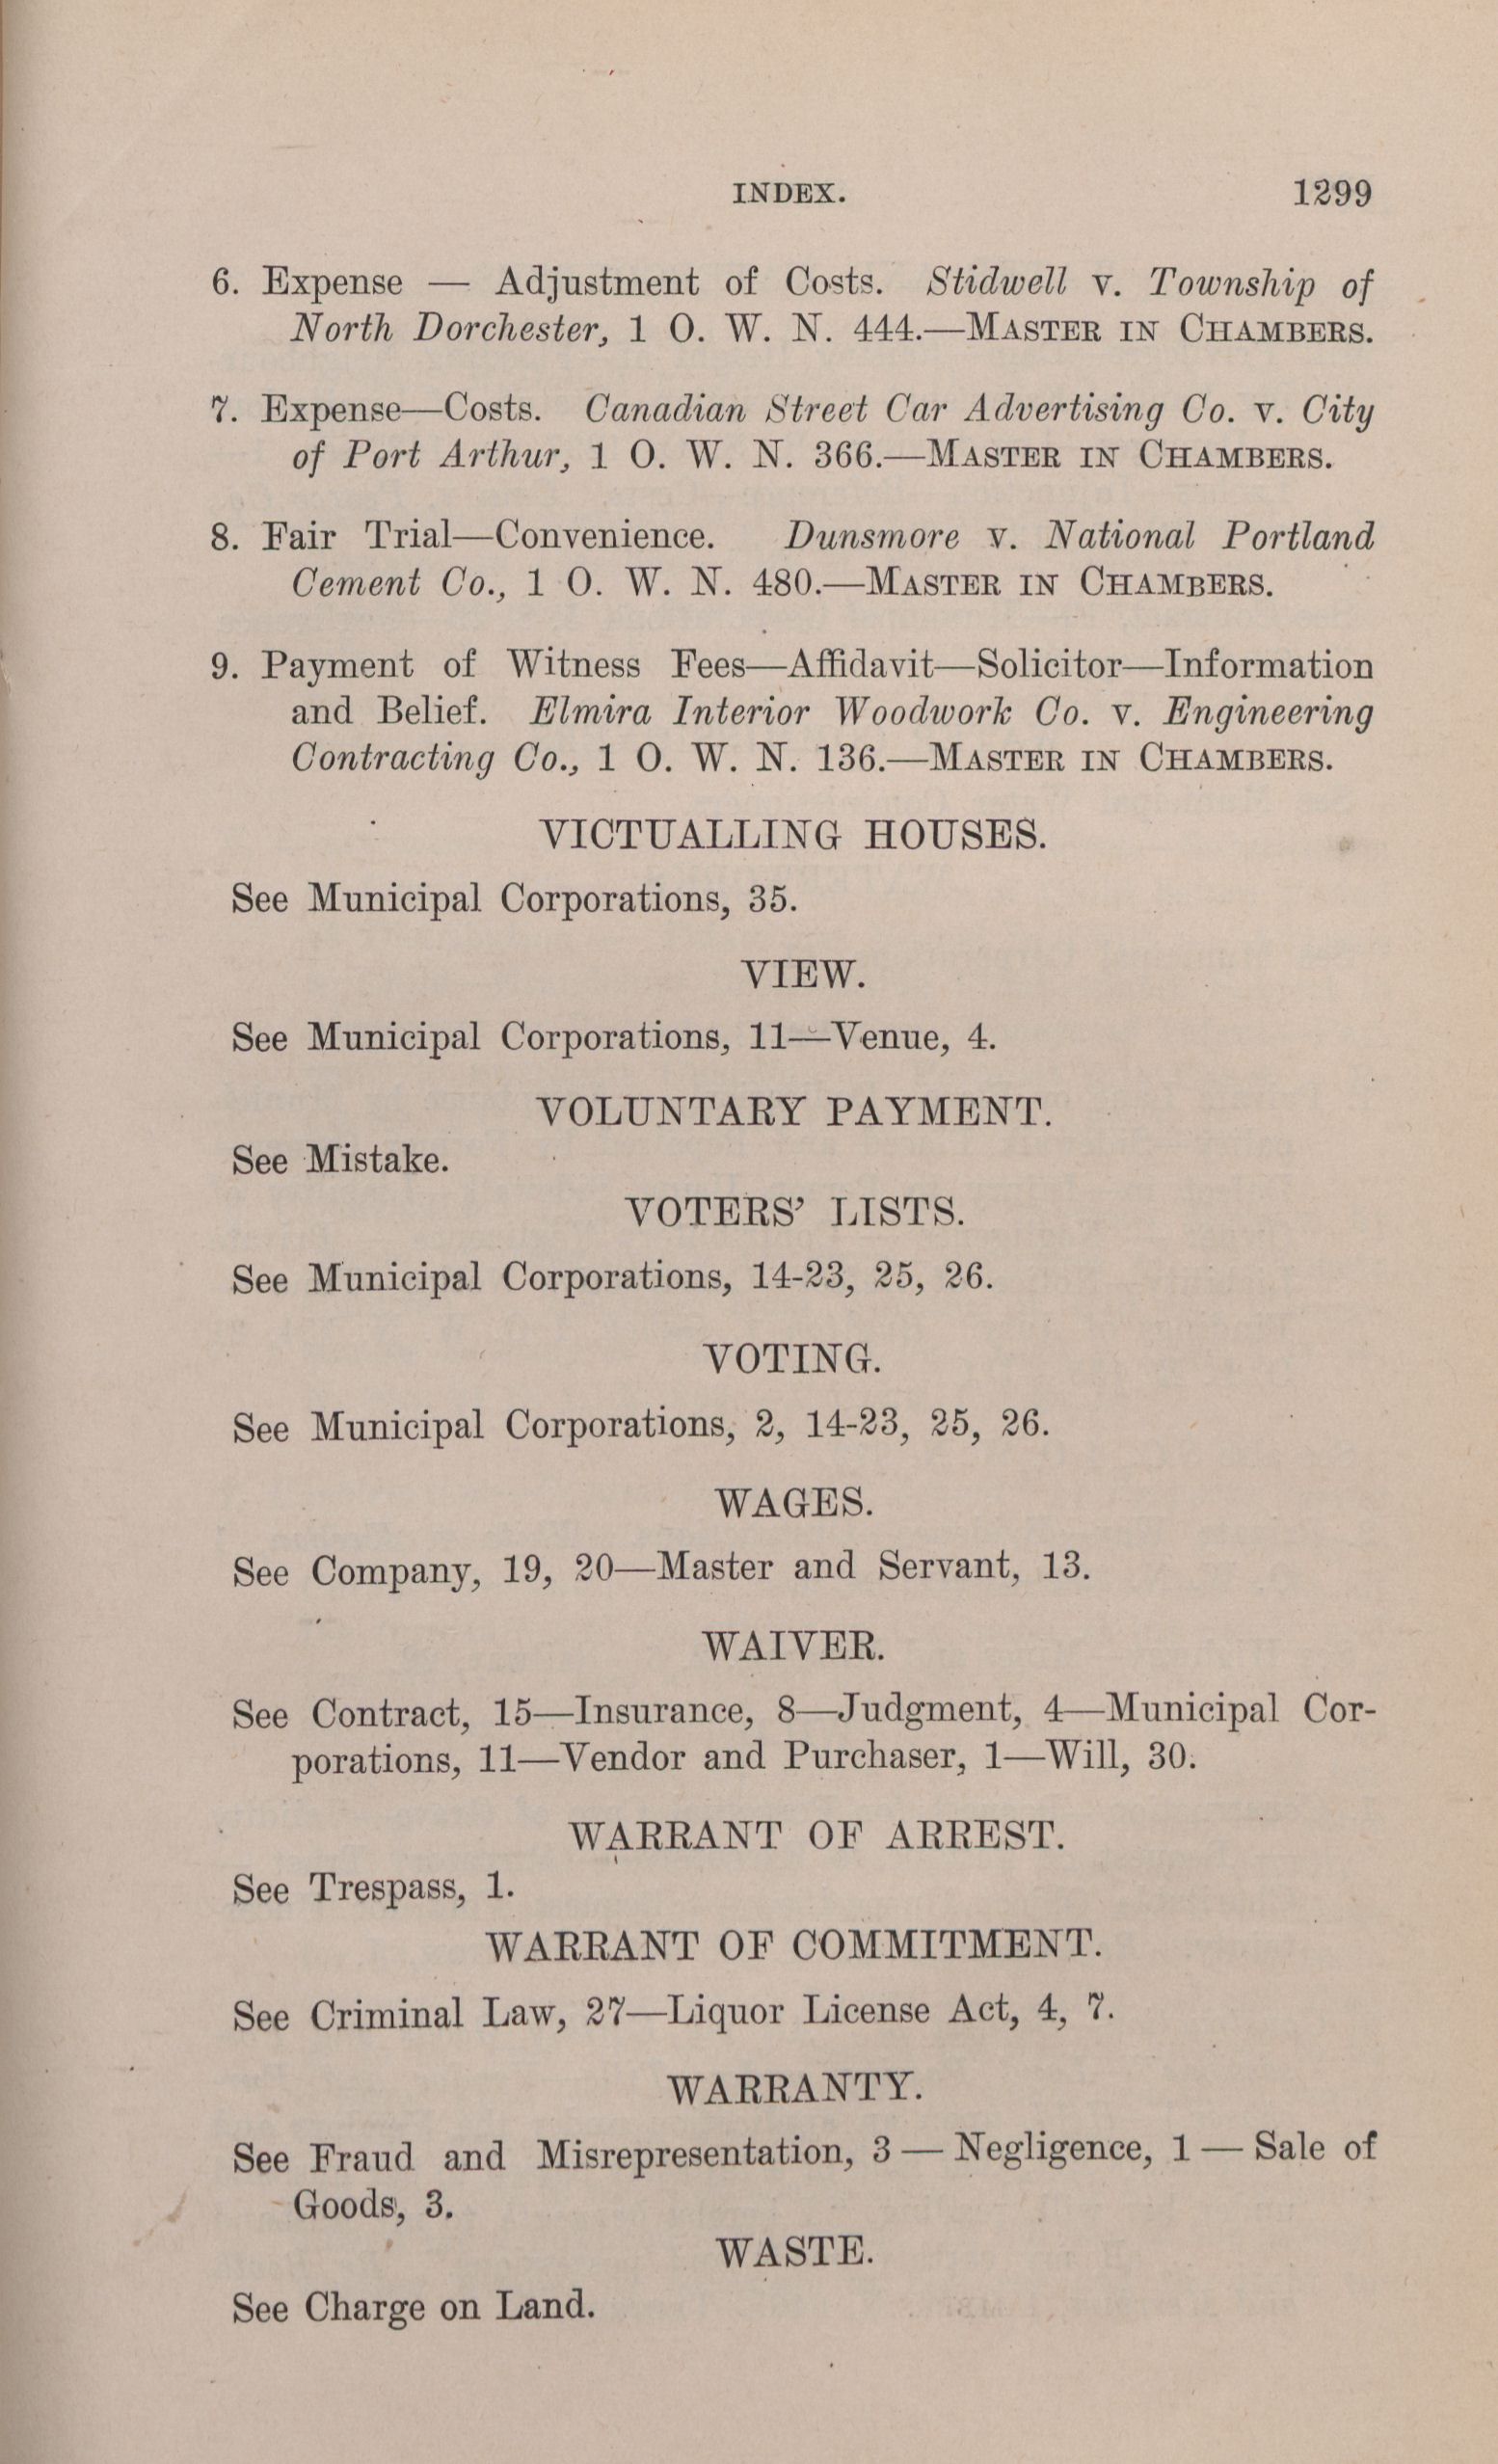 INDEX. 1299
6. Expense — Adjustment of Costs. Stidwell v. Township of
North Dorchester, 1 O. W. N. 444.—MASTER IN CHAMBERS.
7. Expense—Costs. Canadian Street Car Advertising Co. v. City
of Port Arthur, 1 O. W. N. 366.—MASTER IN CHAMBERS.
8. Fair Trial—Convenience. Dunsmore v. National Portland
Cement Co., 1 O. W. N. 480.—MASTER IN CHAMBERS.
9. Payment of Witness Fees—Affidavit—Solicitor—Information
and Belief. Elmira Interior Woodwork Co. v. Engineering
Contracting Co., 1 O. W. N. 136.—MASTER IN CHAMBERS.
VICTUALLING HOUSES.
See Municipal Corporations, 35.
VIEW.
See Municipal Corporations, 11—Venue, 4.
VOLUNTARY PAYMENT.
See Mistake.
VOTERS' LISTS.
See Municipal Corporations, 14-23, 25, 26.
VOTING.
See Municipal Corporations, 2, 14-23, 25, 26.
WAGES.
See Company, 19, 20—Master and Servant, 13.
WAIVER.
See Contract, 15—Insurance, 8—Judgment, 4—Municipal Cor-
porations, 11—Vendor and Purchaser, 1—Will, 30.
WARRANT OF ARREST.
See Trespass, 1.
WARRANT OF COMMITMENT.
See Criminal Law, 27—Liquor License Act, 4, 7.
WARRANTY.
See Fraud and Misrepresentation, 3 — Negligence, 1 — Sale of
Goods, 3.
WASTE.
See Charge on Land.